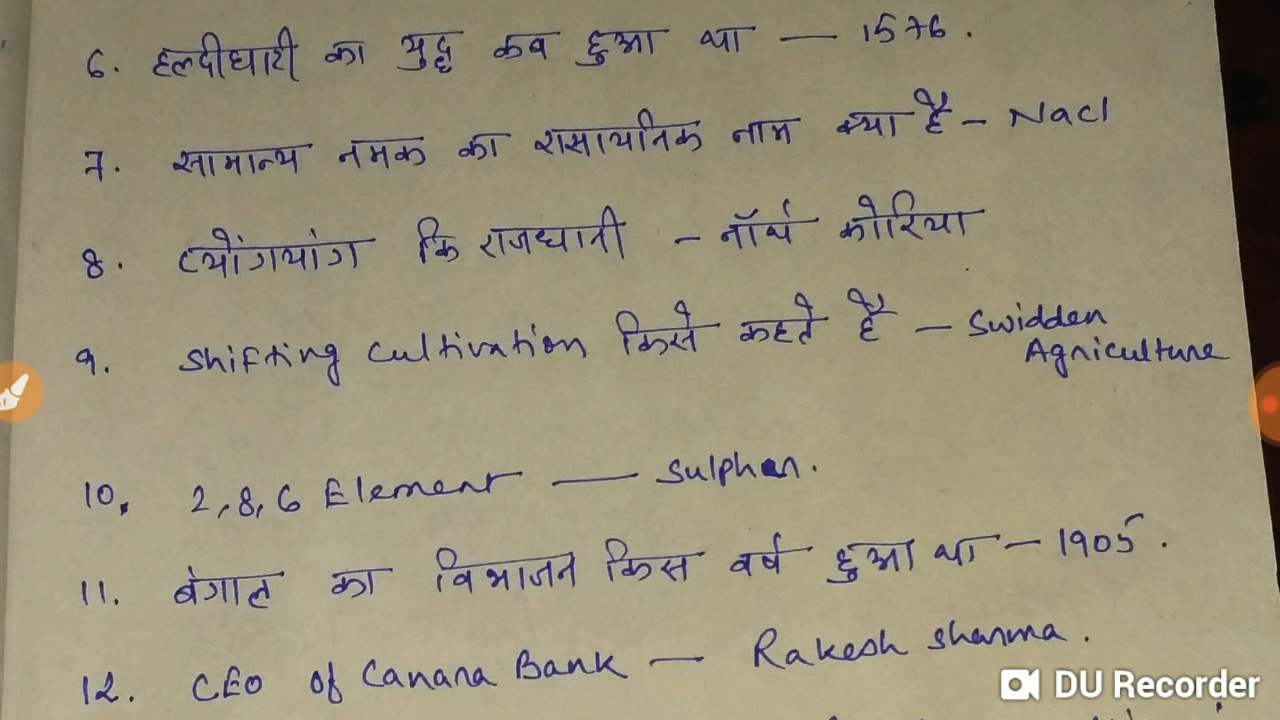 6. हल्दीघाटी का युद्ध कब हुआ था — 1576.
7. सामान्य नमक का रासायनिक नाम क्या है – NaCl
8. प्योंगयांग कि राजधानी – नॉर्थ कोरिया
9. Shifting Cultivation किसे कहते है – Swidden
Agriculture
10. 2,8,6 Element — Sulphur.
11. बंगाल का विभाजन किस वर्ष हुआ था – 1905.
12. CEO of Canara Bank — Rakesh Sharma.
DU Recorder